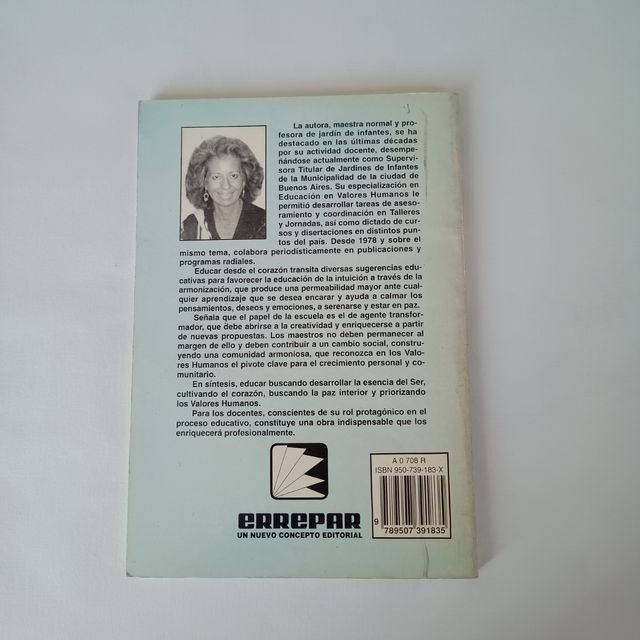 La autora, maestra normal y pro-
fesora de jardín de infantes, se ha
destacado en las últimas décadas
por su actividad docente, desempe-
ñándose actualmente como Supervi-
sora Titular de Jardines de Infantes
de la Municipalidad de la ciudad de
Buenos Aires. Su especialización en
Educación en Valores Humanos le
permitió desarrollar tareas de aseso-
ramiento y coordinación en Talleres
y Jornadas, así como dictado de cur-
sos y disertaciones en distintos pun-
tos del país. Desde 1978 y sobre el
mismo tema, colabora periodísticamente en publicaciones y
programas radiales.
Educar desde el corazón transita diversas sugerencias edu-
cativas para favorecer la educación de la intuición a través de la
armonización, que produce una permeabilidad mayor ante cual-
quier aprendizaje que se desea encarar y ayuda a calmar los
pensamientos, deseos y emociones, a serenarse y estar en paz.
Señala que el papel de la escuela es el de agente transfor-
mador, que debe abrirse a la creatividad y enriquecerse a partir
de nuevas propuestas. Los maestros no deben permanecer al
margen de ello y deben contribuir a un cambio social, constru-
yendo una comunidad armoniosa, que reconozca en los Valo-
res Humanos el pivote clave para el crecimiento personal y co-
munitario.
En síntesis, educar buscando desarrollar la esencia del Ser,
cultivando el corazón, buscando la paz interior y priorizando
los Valores Humanos.
Para los docentes, conscientes de su rol protagónico en el
proceso educativo, constituye una obra indispensable que los
enriquecerá profesionalmente.
ERREPAR
UN NUEVO CONCEPTO EDITORIAL
A 0 708 R
ISBN 950-739-183-X
9 789507 391835